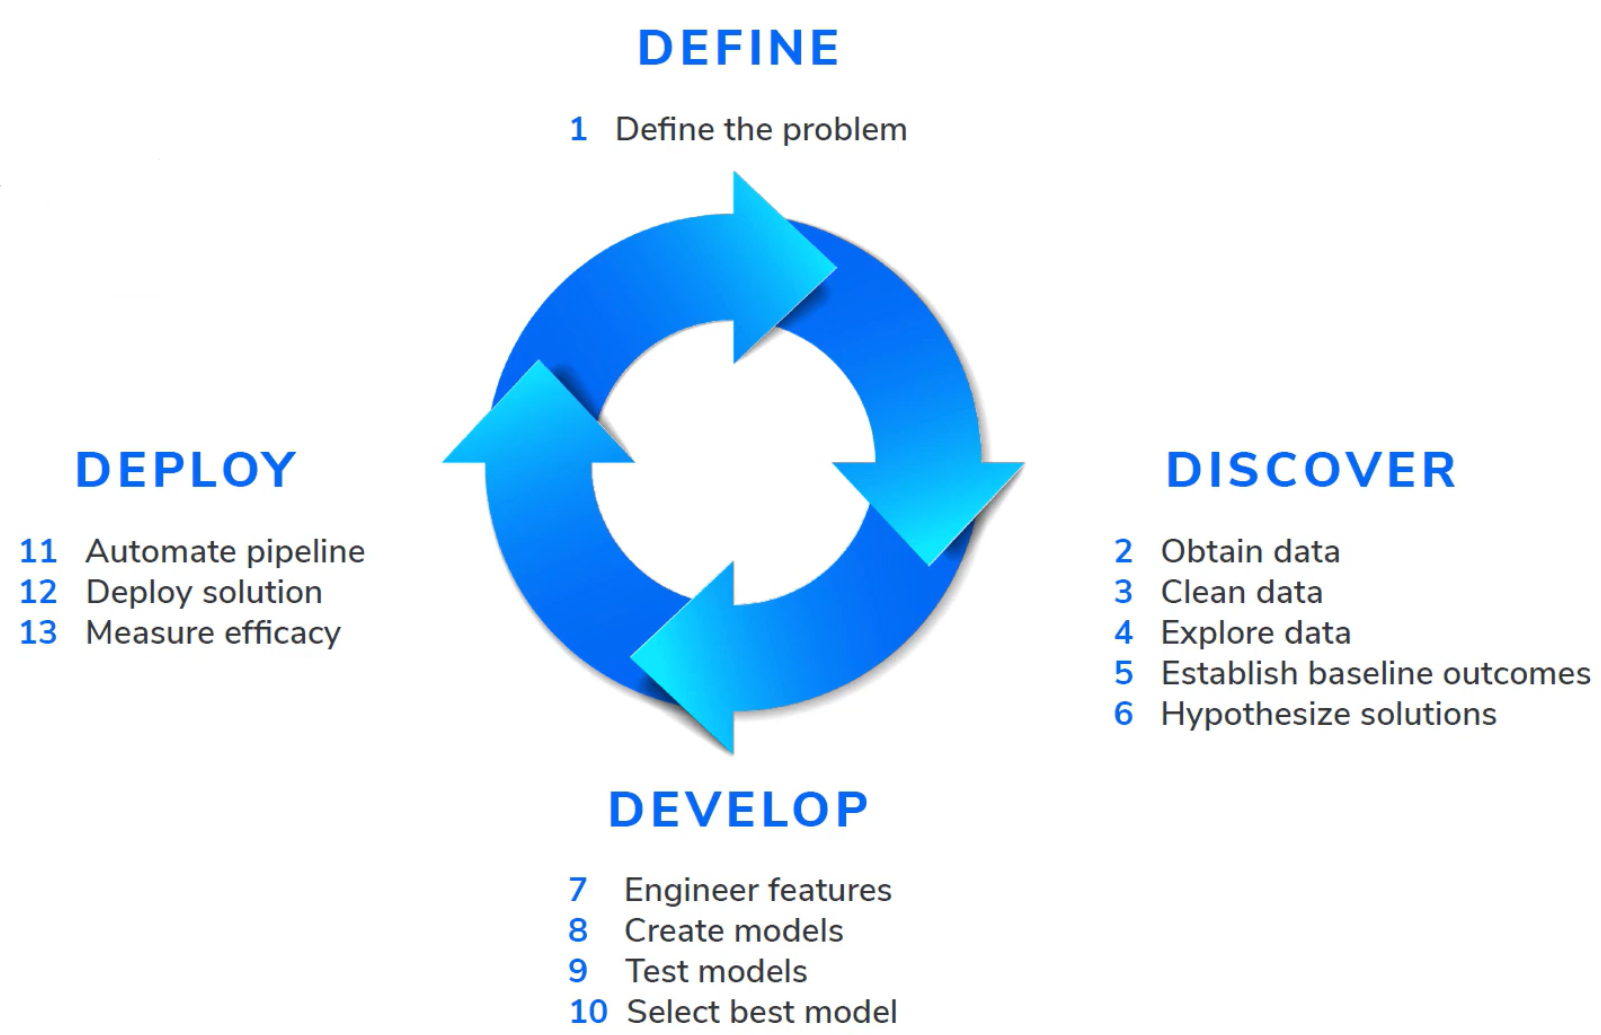 DEFINE
1 Define the problem
DISCOVER
2 Obtain data
3 Clean data
4 Explore data
5 Establish baseline outcomes
6 Hypothesize solutions
DEVELOP
7 Engineer features
8 Create models
9 Test models
10 Select best model
DEPLOY
11 Automate pipeline
12 Deploy solution
13 Measure efficacy